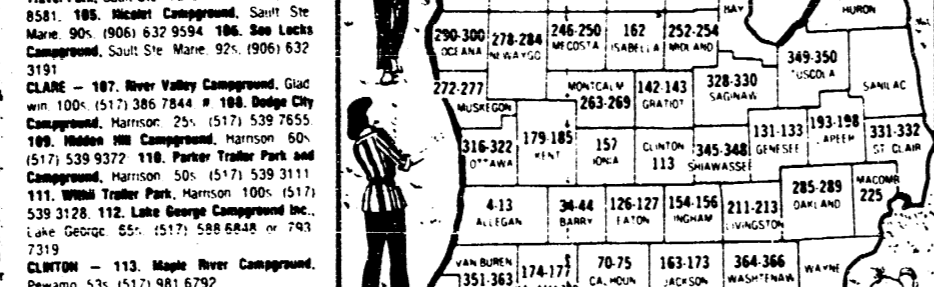 8581. 105. Nicolet Campground, Sault Ste
Marie. 90s. (906) 632 9594 106. Soo Locks
Campground, Sault Ste Marie. 92s. (906) 632
3191
CLARE — 107. River Valley Campground, Glad
win. 100s. (517) 386 7844 #. 108. Dodge City
Campground, Harrison. 25s. (517) 539 7655.
109. Hidden Hill Campground, Harrison 60s
(517) 539 9372 110. Parker Trailer Park and
Campground, Harrison. 50s (517) 539 3111
111. Trailer Park, Harrison 100s (517)
539 3128. 112. Lake George Campground Inc.,
Lake George. 65s. (517) 588 6848 or 793
7319
CLINTON — 113. Maple River Campground,
Pewamo. 53s. (517) 981 6792
BAY
HURON
290-300
OCEANA
278-284
NEWAYGO
246-250
MECOSTA
162
ISABELLA
252-254
MIDLAND
349-350
TUSCOLA
SANILAC
272-277
MUSKEGON
MONTCALM
263-269
142-143
GRATIOT
328-330
SAGINAW
316-322
OTTAWA
179-185
KENT
157
IONIA
CLINTON
113
345-348
SHIAWASSEE
131-133
GENESEE
193-198
LAPEER
331-332
ST CLAIR
4-13
ALLEGAN
34-44
BARRY
126-127
EATON
154-156
INGHAM
211-213
LIVINGSTON
285-289
OAKLAND
MACOMB
225
VAN BUREN
351-363
174-177
70-75
CALHOUN
163-173
JACKSON
364-366
WASHTENAW
WAYNE